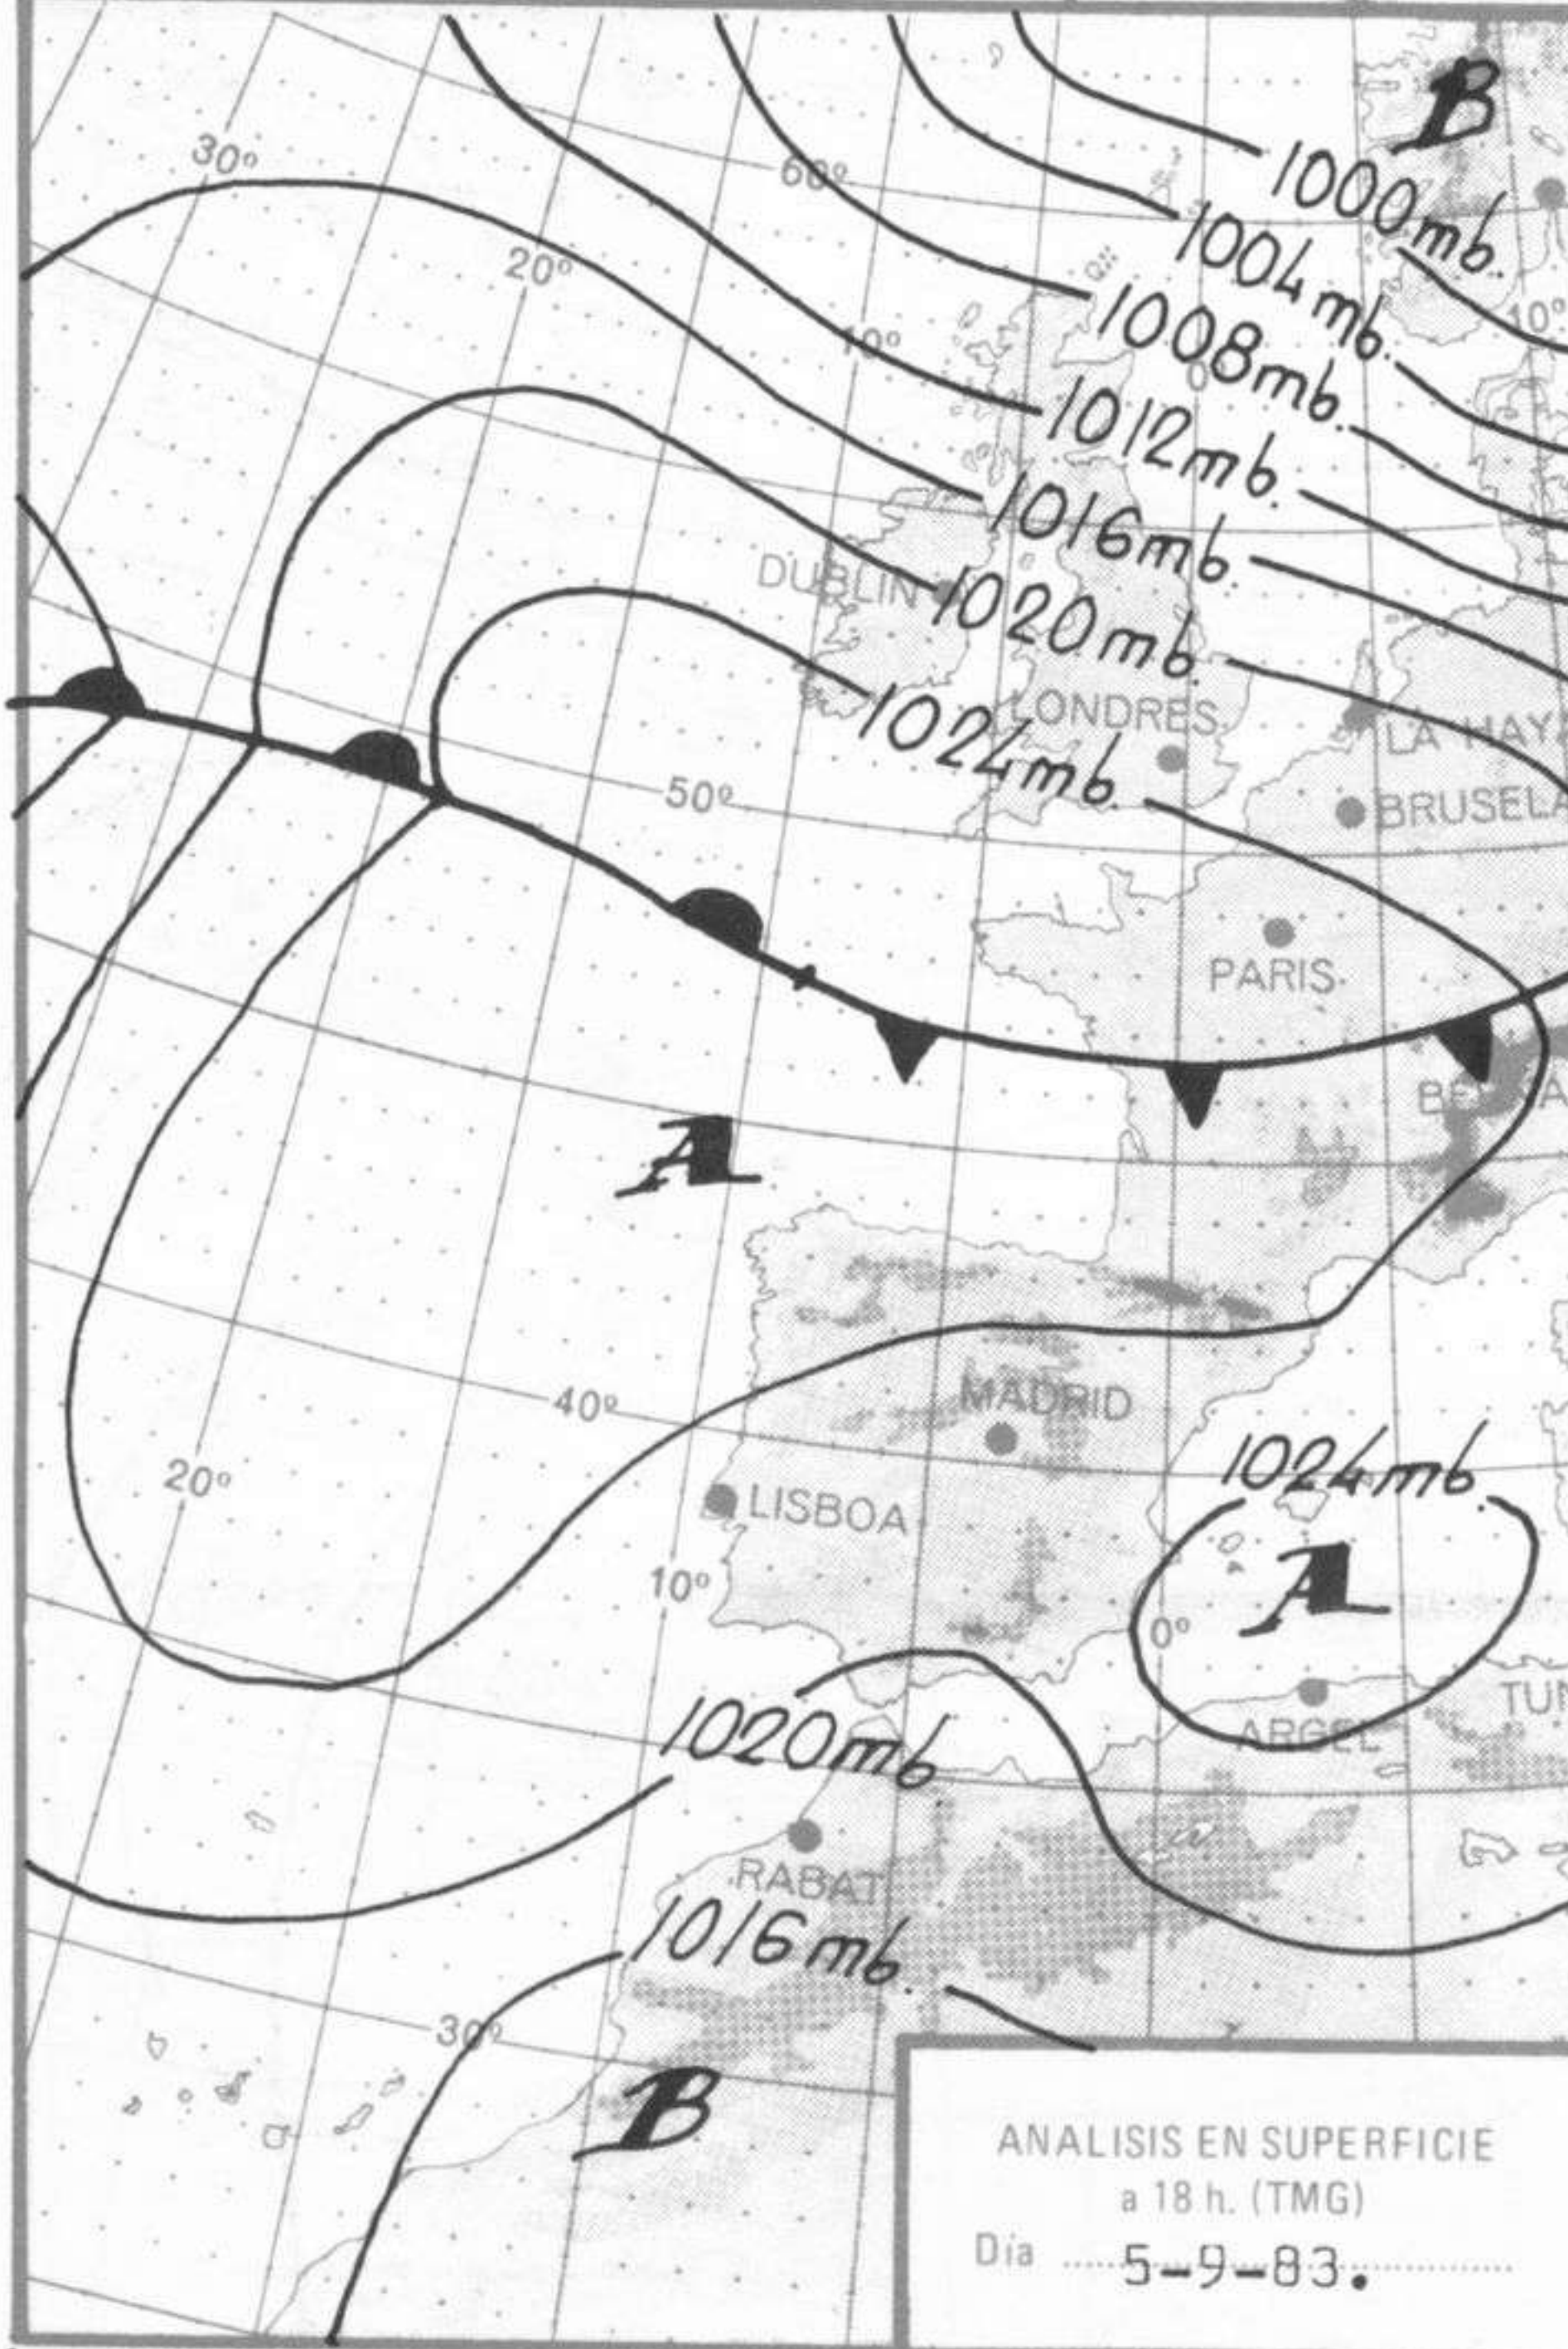 B
30º
60º
1000mb.
20º
1004mb.
10º
10º
1008mb.
0º
1012mb.
1016mb.
DUBLIN
1020mb.
LONDRES
1024mb.
LA HAY
50º
BRUSELA
PARIS
A
40º
MADRID
20º
1024mb.
LISBOA
A
10º
0º
1020mb
TUN
ARGEL
RABAT
1016mb.
30º
B
ANALISIS EN SUPERFICIE
a 18 h. (TMG)
Día 5-9-83.